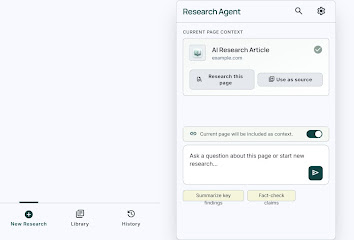 Research Agent
CURRENT PAGE CONTEXT
AI Research Article
example.com
Research this
page
Use as source
Current page will be included as context.
Ask a question about this page or start new
research...
Summarize key
findings
Fact-check
claims
New Research
Library
History